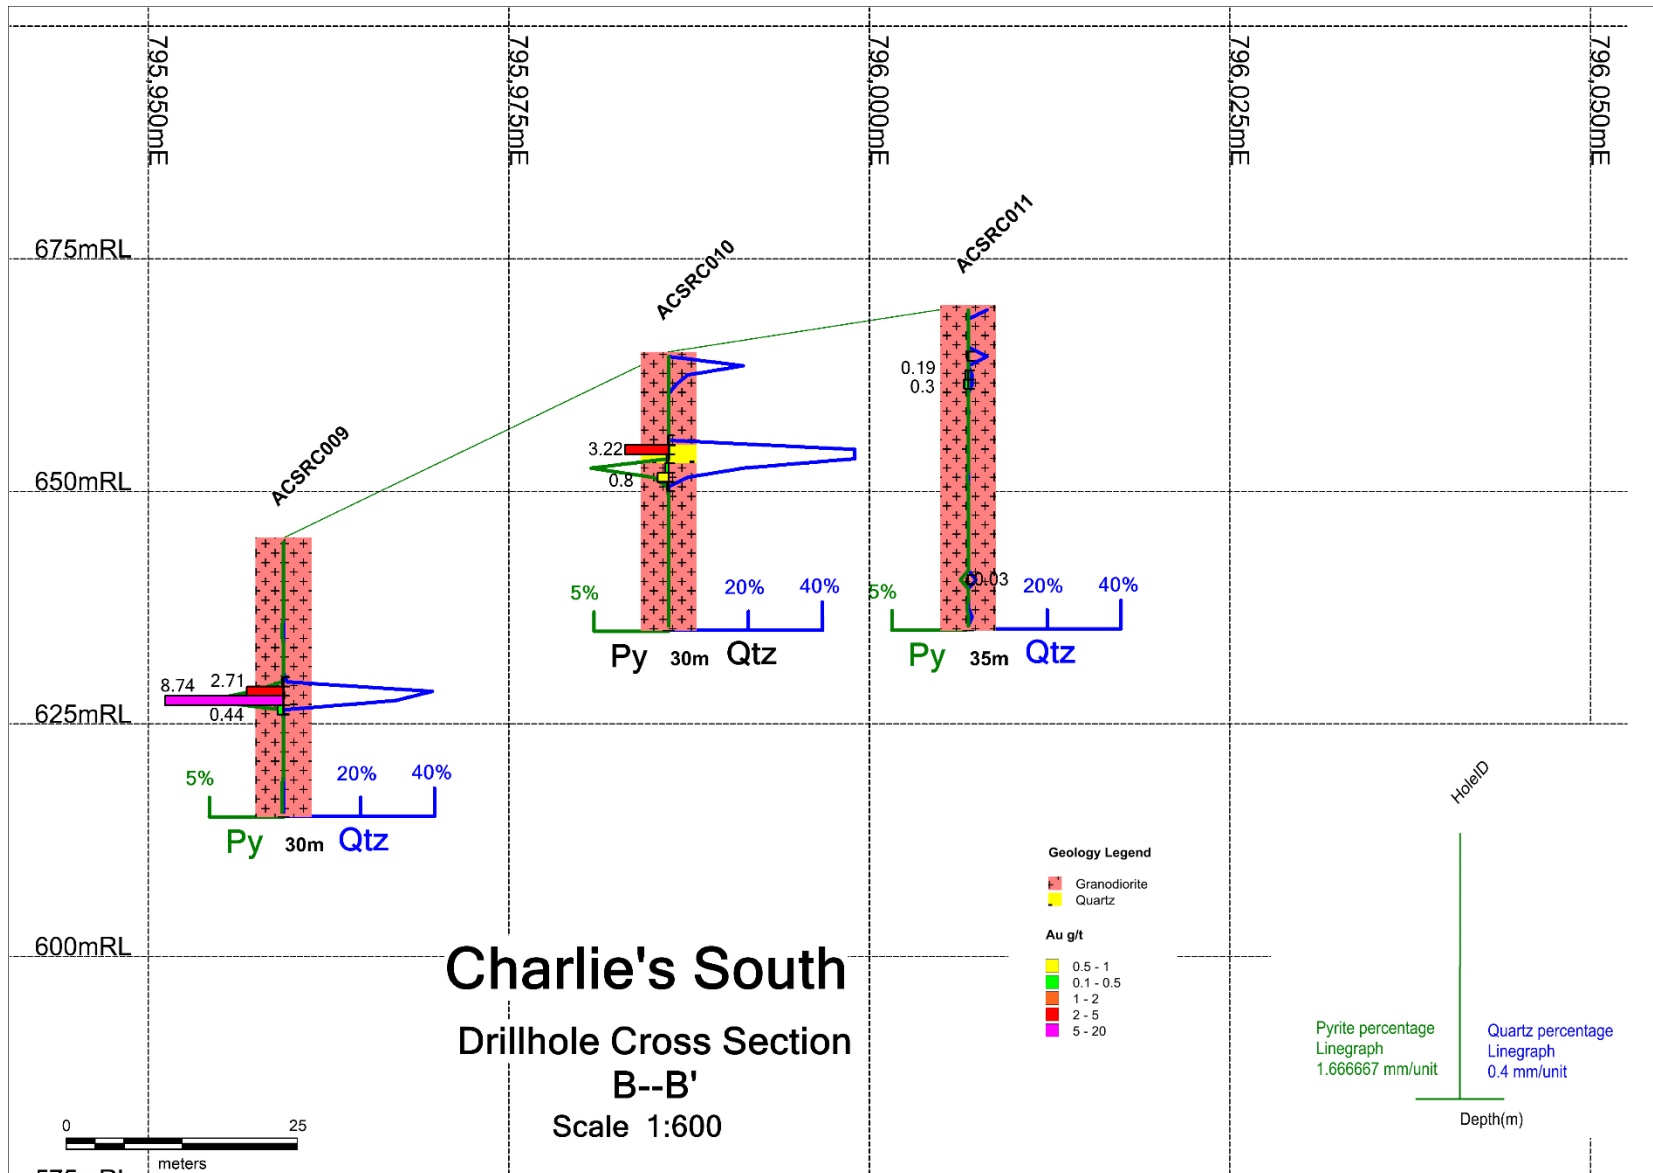 795,950mE
795,975mE
796,000mE
796,025mE
796,050mE
675mRL
650mRL
625mRL
600mRL
ACSRC009
ACSRC010
ACSRC011
8.74
2.71
0.44
5%
20%
40%
Py
30m
Qtz
3.22
0.8
5%
20%
40%
Py
30m
Qtz
0.19
0.3
0.03
5%
20%
40%
Py
35m
Qtz
Charlie's South
Drillhole Cross Section
B--B'
Scale 1:600
0
25
meters
Geology Legend
Granodiorite
Quartz
Au g/t
0.5 - 1
0.1 - 0.5
1 - 2
2 - 5
5 - 20
HoleID
Pyrite percentage
Linegraph
1.666667 mm/unit
Quartz percentage
Linegraph
0.4 mm/unit
Depth(m)